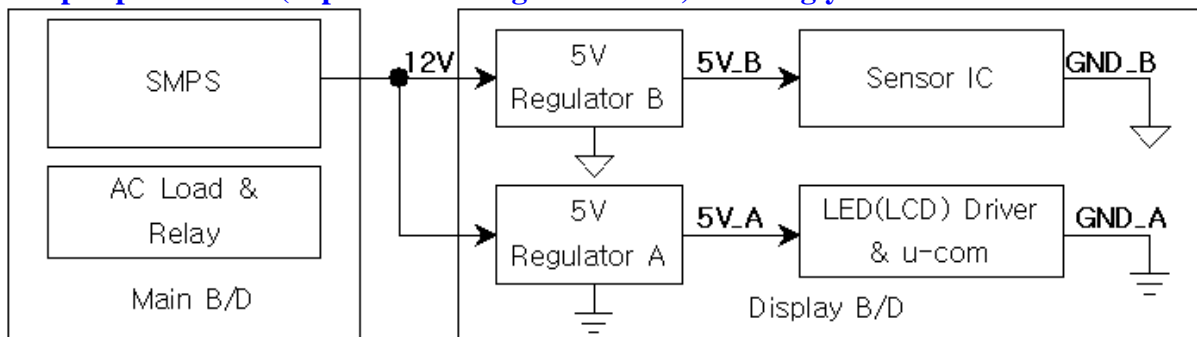 SMPS
AC Load &
Relay
Main B/D
12V
5V
Regulator B
5V_B
Sensor IC
GND_B
5V
Regulator A
5V_A
LED(LCD) Driver
& u-com
GND_A
Display B/D